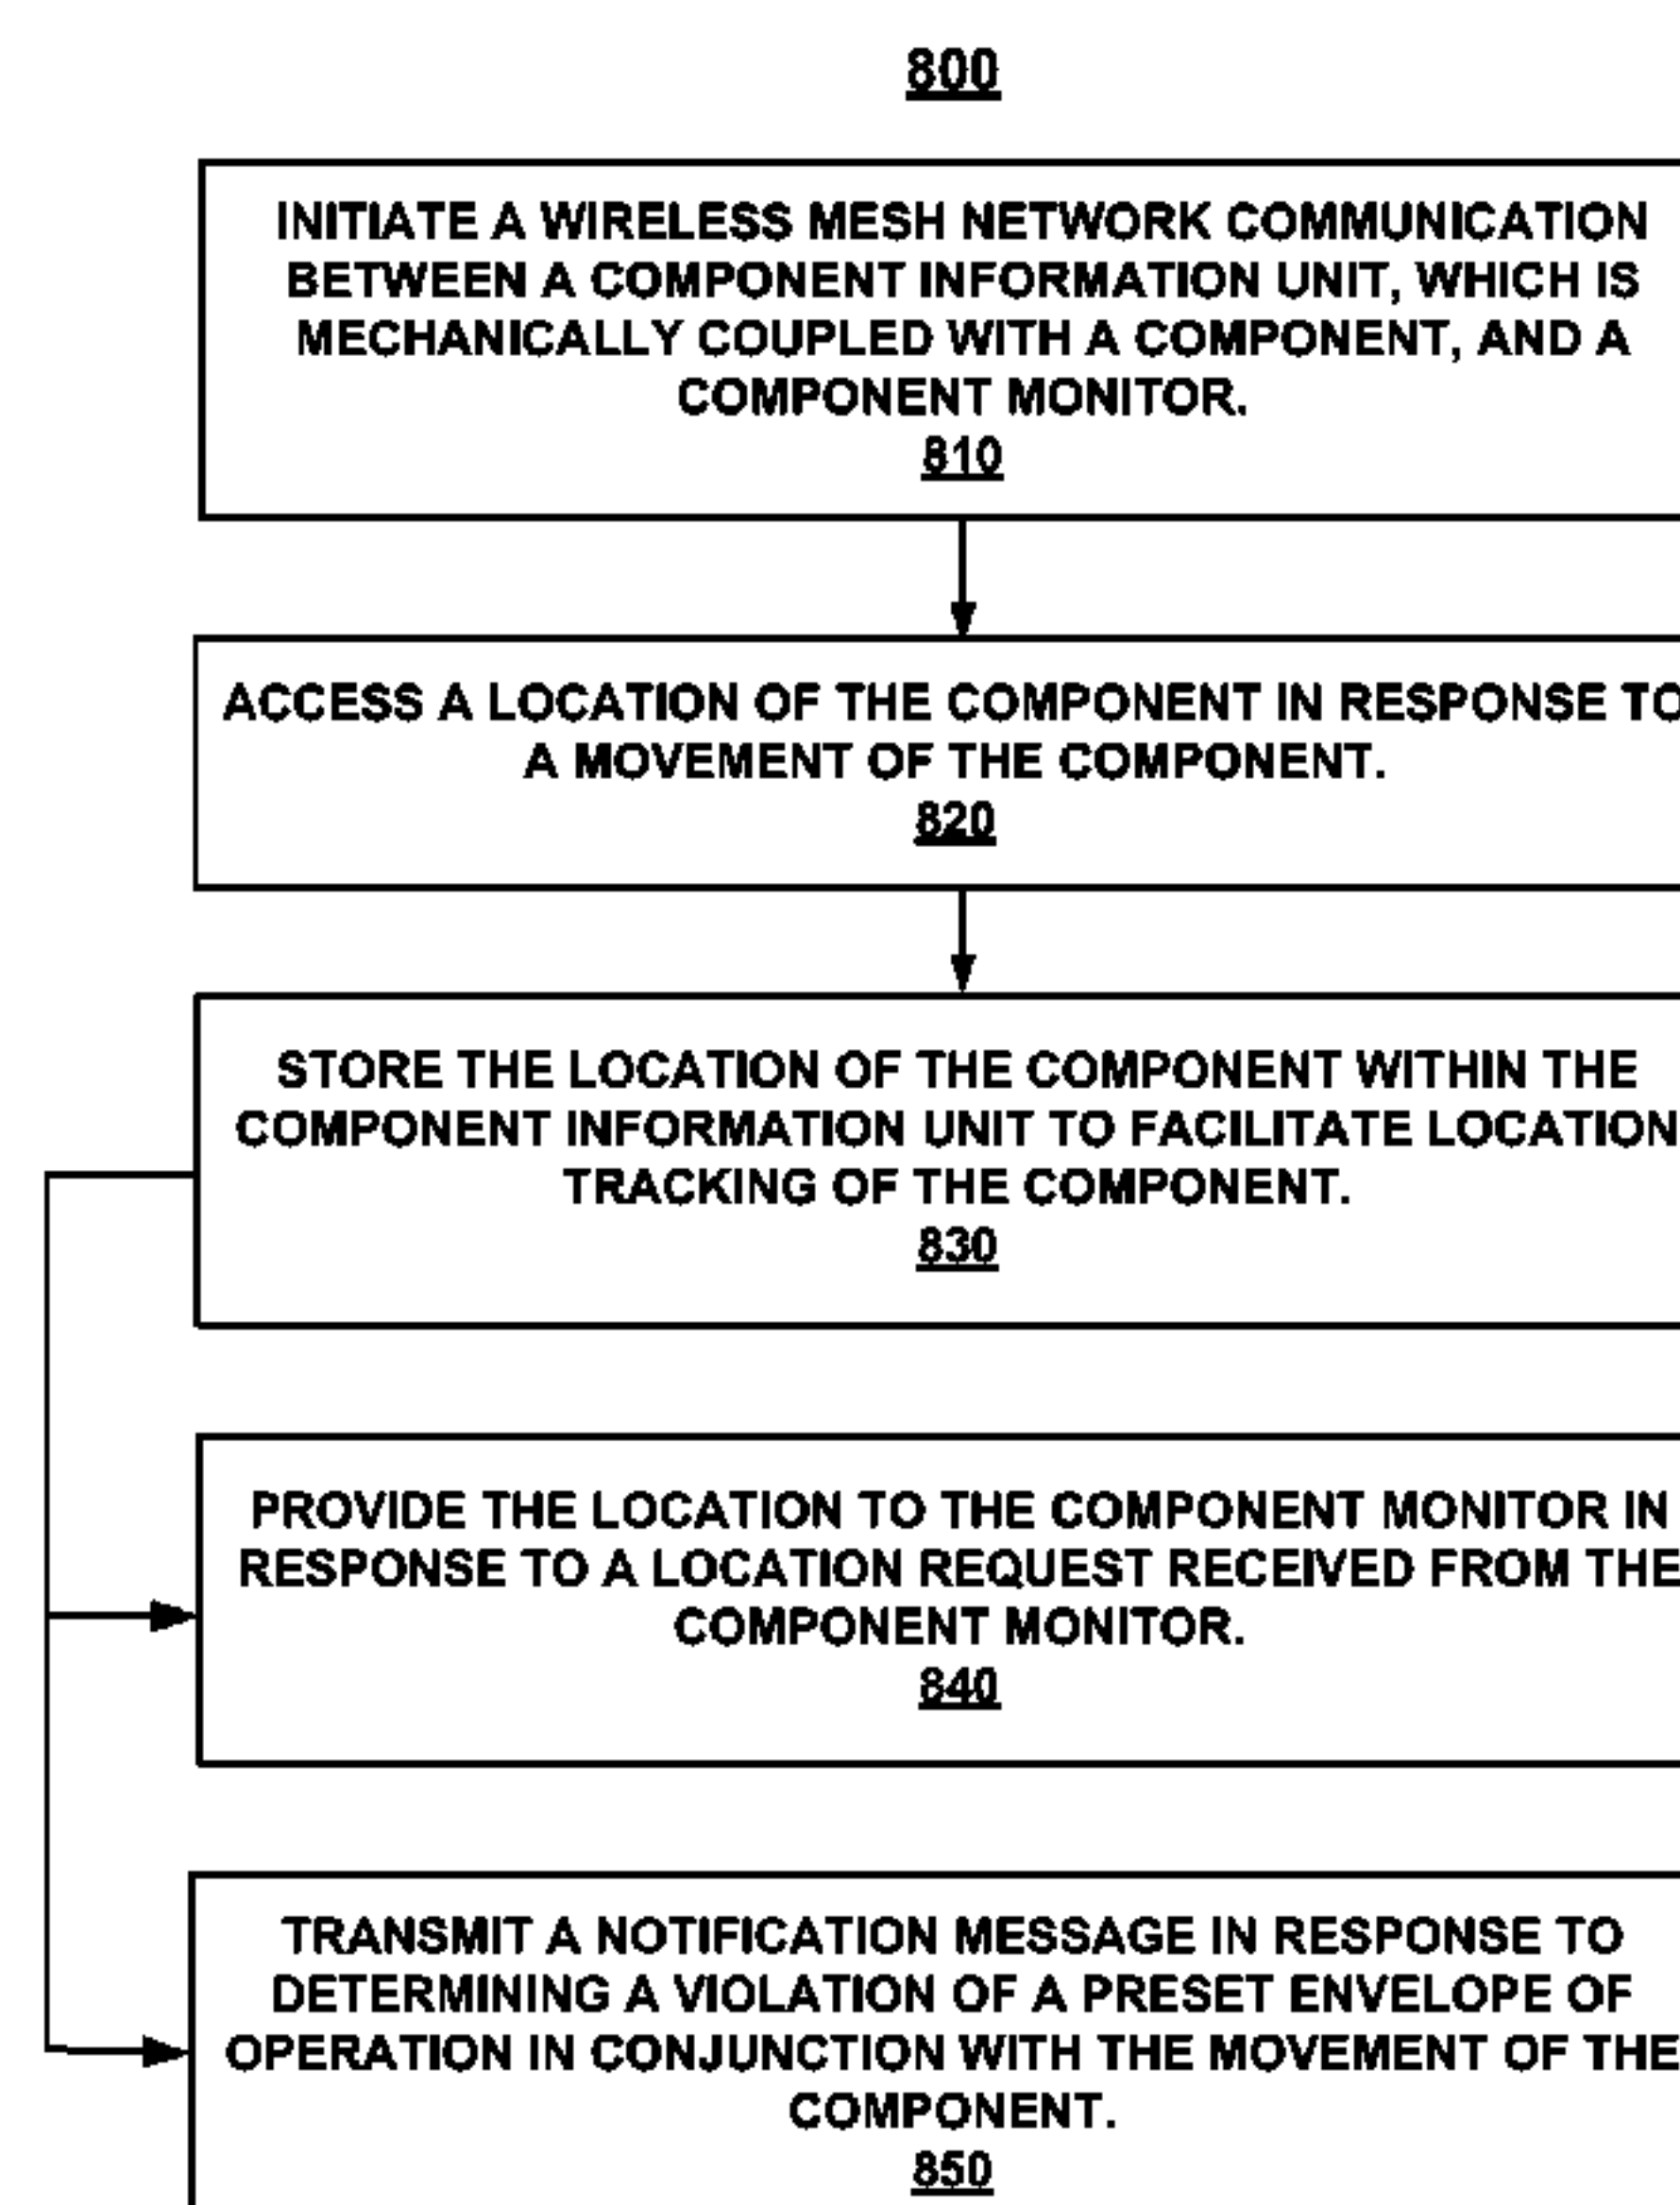 800
INITIATE A WIRELESS MESH NETWORK COMMUNICATION
BETWEEN A COMPONENT INFORMATION UNIT, WHICH IS
MECHANICALLY COUPLED WITH A COMPONENT, AND A
COMPONENT MONITOR.
810
ACCESS A LOCATION OF THE COMPONENT IN RESPONSE TO
A MOVEMENT OF THE COMPONENT.
820
STORE THE LOCATION OF THE COMPONENT WITHIN THE
COMPONENT INFORMATION UNIT TO FACILITATE LOCATION
TRACKING OF THE COMPONENT.
830
PROVIDE THE LOCATION TO THE COMPONENT MONITOR IN
RESPONSE TO A LOCATION REQUEST RECEIVED FROM THE
COMPONENT MONITOR.
840
TRANSMIT A NOTIFICATION MESSAGE IN RESPONSE TO
DETERMINING A VIOLATION OF A PRESET ENVELOPE OF
OPERATION IN CONJUNCTION WITH THE MOVEMENT OF THE
COMPONENT.
850